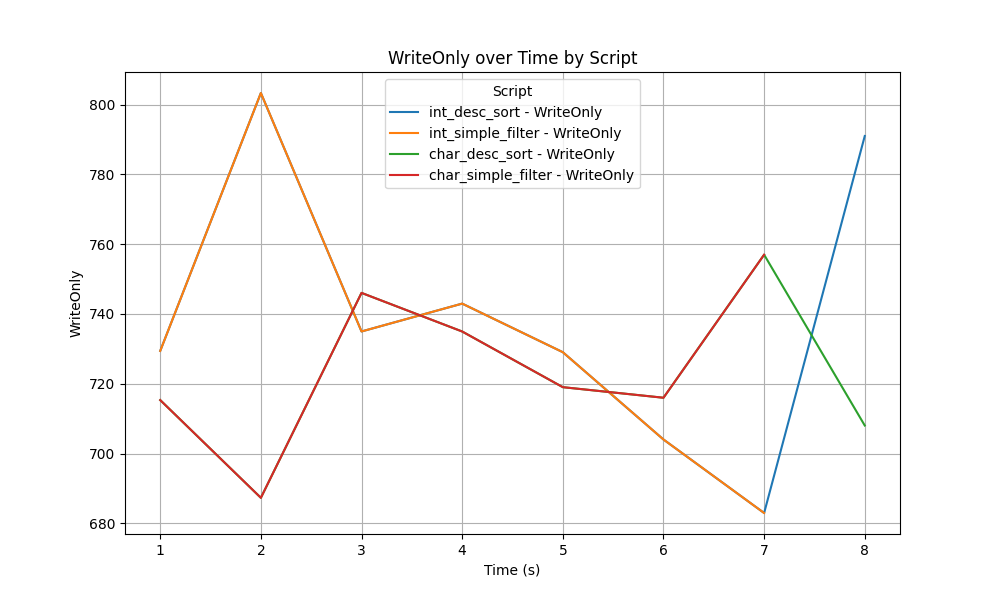 WriteOnly over Time by Script
Script
int_desc_sort - WriteOnly
int_simple_filter - WriteOnly
char_desc_sort - WriteOnly
char_simple_filter - WriteOnly
WriteOnly
800
780
760
740
720
700
680
1 2 3 4 5 6 7 8
Time (s)